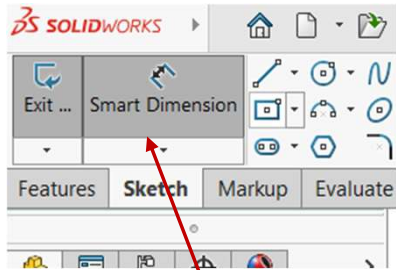 SOLIDWORKS
Exit ... Smart Dimension
Features Sketch Markup Evaluate